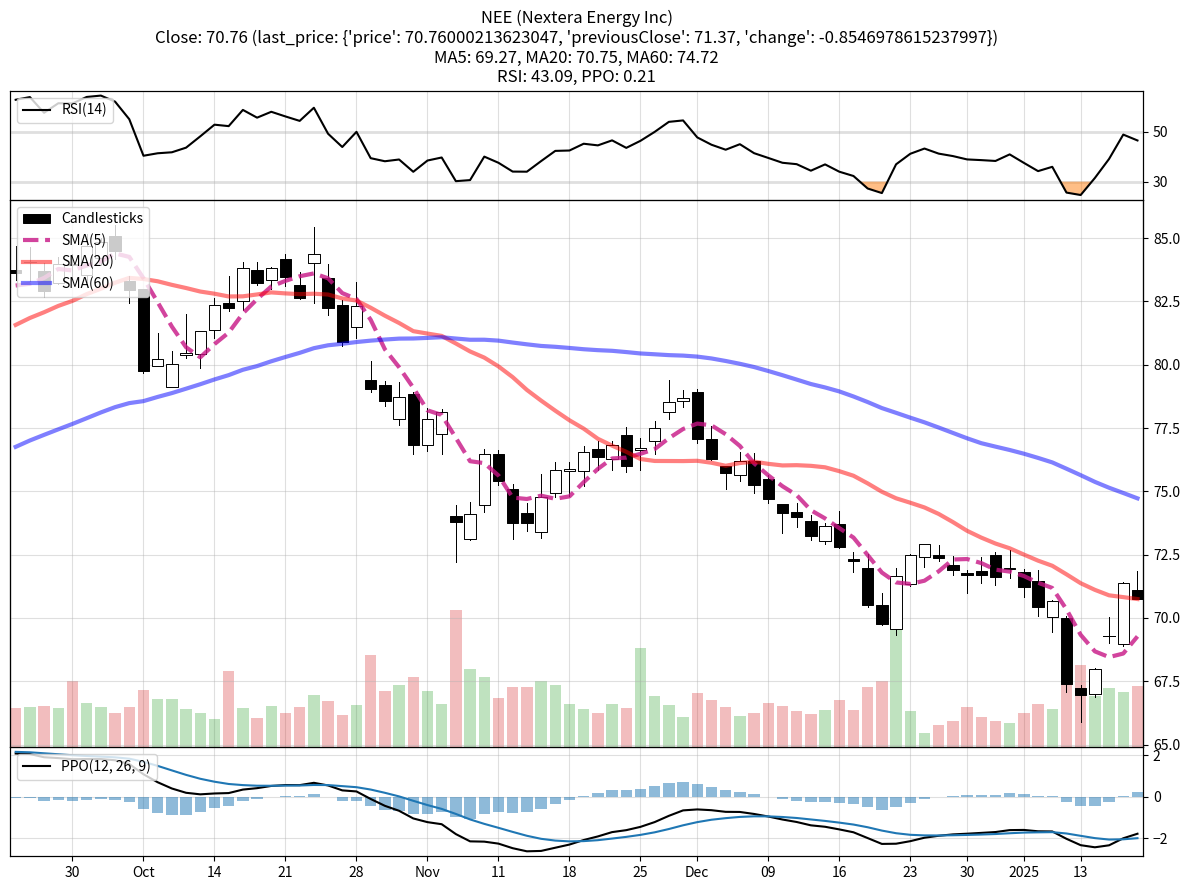 NEE (Nextera Energy Inc)
Close: 70.76 (last_price: {'price': 70.76000213623047, 'previousClose': 71.37, 'change': -0.8546978615237997})
MA5: 69.27, MA20: 70.75, MA60: 74.72
RSI: 43.09, PPO: 0.21
RSI(14)
50
30
Candlesticks
SMA(5)
SMA(20)
SMA(60)
85.0
82.5
80.0
77.5
75.0
72.5
70.0
67.5
65.0
PPO(12, 26, 9)
2
0
−2
30 Oct 14 21 28 Nov 11 18 25 Dec 09 16 23 30 2025 13